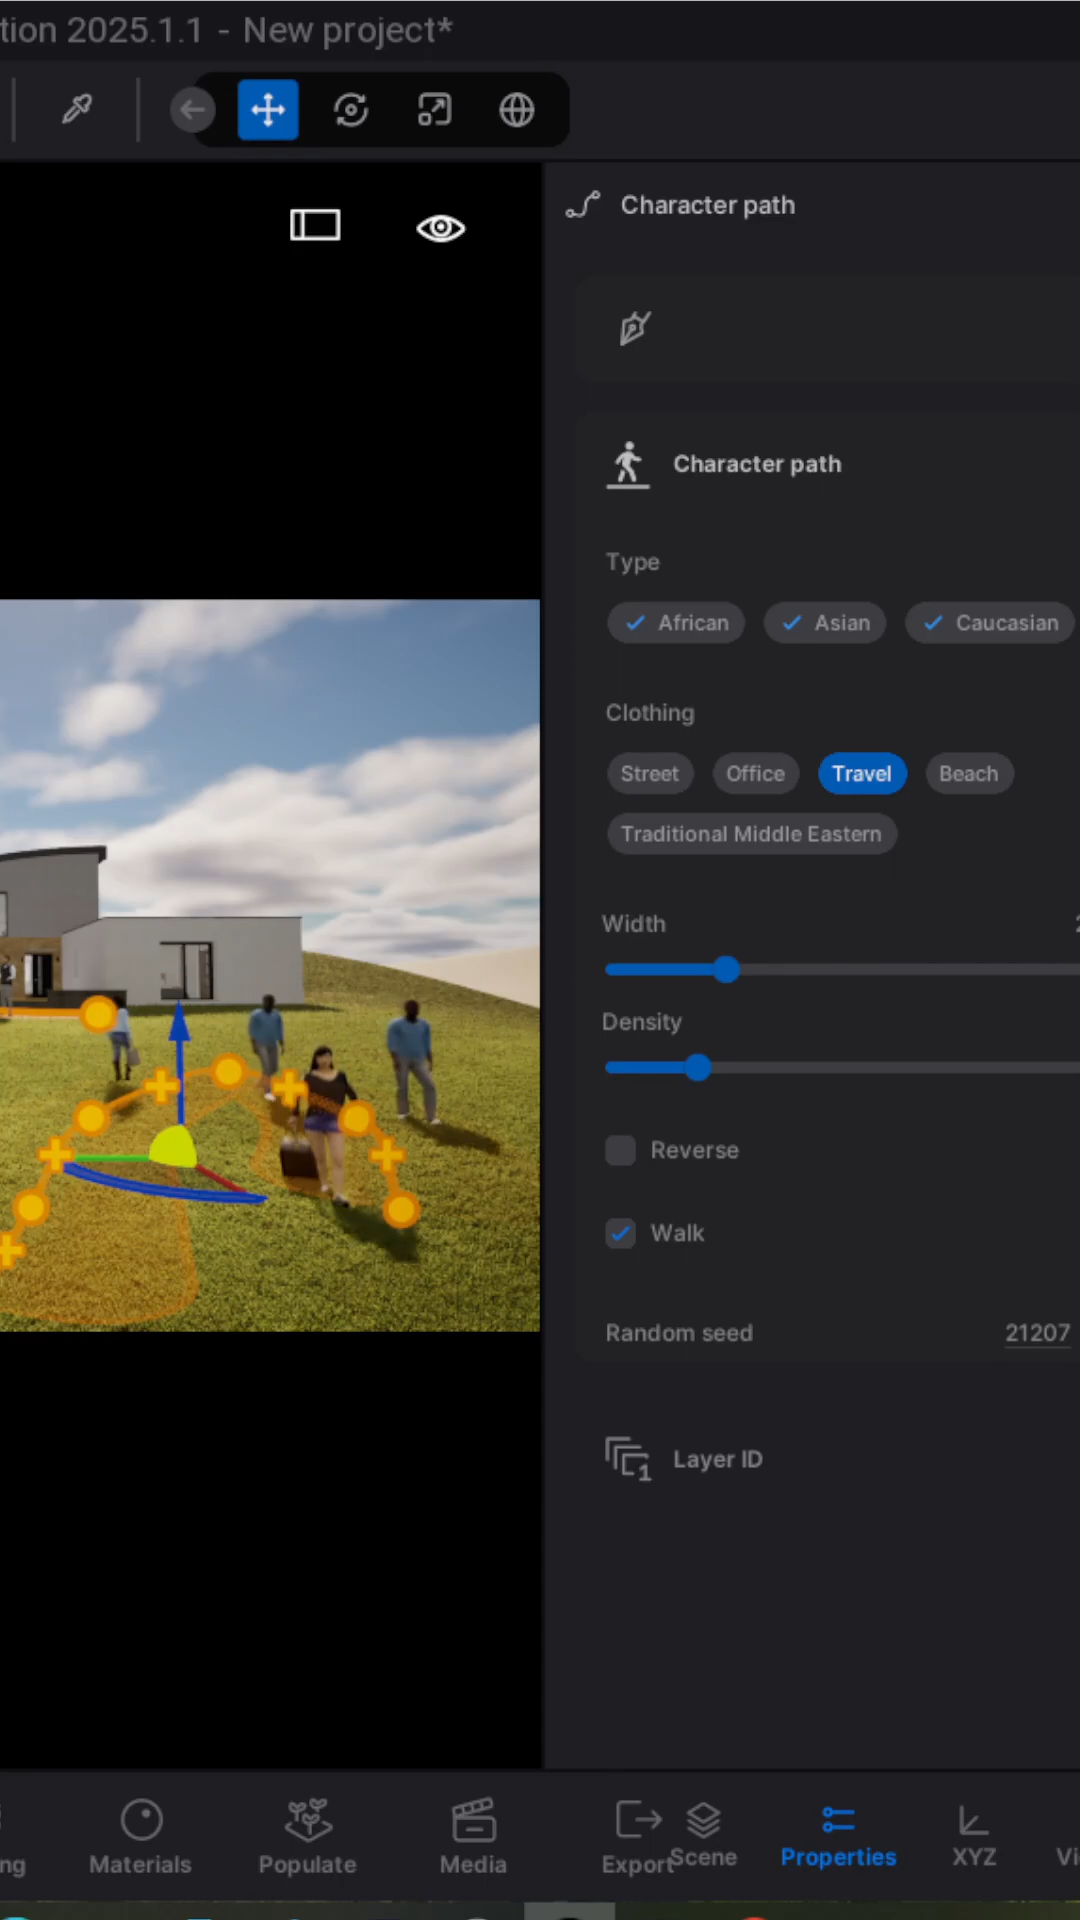 tion 2025.1.1 - New project*
Character path
Character path
Type
African Asian Caucasian
Clothing
Street Office Travel Beach
Traditional Middle Eastern
Width
Density
Reverse
Walk
Random seed 21207
1 Layer ID
ng Materials Populate Media Export Scene Properties XYZ